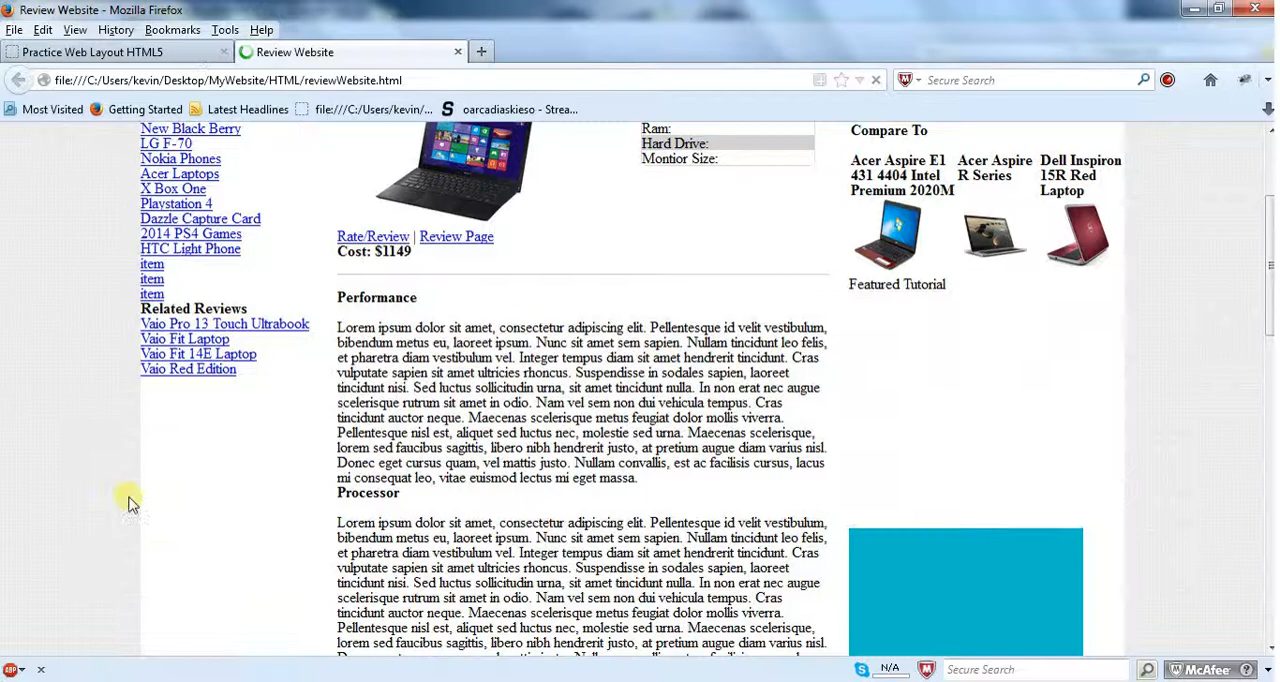 Review Website - Mozilla Firefox
File Edit View History Bookmarks Tools Help
Practice Web Layout HTML5
Review Website
file:///C:/Users/kevin/Desktop/MyWebsite/HTML/reviewWebsite.html
Secure Search
Most Visited
Getting Started
Latest Headlines
file:///C:/Users/kevin/...
oarcadiaskieso - Strea...
New Black Berry
LG F-70
Nokia Phones
Acer Laptops
X Box One
Playstation 4
Dazzle Capture Card
2014 PS4 Games
HTC Light Phone
item
item
item
Related Reviews
Vaio Pro 13 Touch Ultrabook
Vaio Fit Laptop
Vaio Fit 14E Laptop
Vaio Red Edition
Ram:
Hard Drive:
Montior Size:
Rate/Review | Review Page
Cost: $1149
Performance
Lorem ipsum dolor sit amet, consectetur adipiscing elit. Pellentesque id velit vestibulum,
bibendum metus eu, laoreet ipsum. Nunc sit amet sem sapien. Nullam tincidunt leo felis,
et pharetra diam vestibulum vel. Integer tempus diam sit amet hendrerit tincidunt. Cras
vulputate sapien sit amet ultricies rhoncus. Suspendisse in sodales sapien, laoreet
tincidunt nisi. Sed luctus sollicitudin urna, sit amet tincidunt nulla. In non erat nec augue
scelerisque rutrum sit amet in odio. Nam vel sem non dui vehicula tempus. Cras
tincidunt auctor neque. Maecenas scelerisque metus feugiat dolor mollis viverra.
Pellentesque nisl est, aliquet sed luctus nec, molestie sed urna. Maecenas scelerisque,
lorem sed faucibus sagittis, libero nibh hendrerit justo, at pretium augue diam varius nisl.
Donec eget cursus quam, vel mattis justo. Nullam convallis, est ac facilisis cursus, lacus
mi consequat leo, vitae euismod lectus mi eget massa.
Processor
Lorem ipsum dolor sit amet, consectetur adipiscing elit. Pellentesque id velit vestibulum,
bibendum metus eu, laoreet ipsum. Nunc sit amet sem sapien. Nullam tincidunt leo felis,
et pharetra diam vestibulum vel. Integer tempus diam sit amet hendrerit tincidunt. Cras
vulputate sapien sit amet ultricies rhoncus. Suspendisse in sodales sapien, laoreet
tincidunt nisi. Sed luctus sollicitudin urna, sit amet tincidunt nulla. In non erat nec augue
scelerisque rutrum sit amet in odio. Nam vel sem non dui vehicula tempus. Cras
tincidunt auctor neque. Maecenas scelerisque metus feugiat dolor mollis viverra.
Pellentesque nisl est, aliquet sed luctus nec, molestie sed urna. Maecenas scelerisque,
lorem sed faucibus sagittis, libero nibh hendrerit justo, at pretium augue diam varius nisl.
Compare To
Acer Aspire E1
431 4404 Intel
Premium 2020M
Acer Aspire
R Series
Dell Inspiron
15R Red
Laptop
Featured Tutorial
ABP
N/A
Secure Search
McAfee